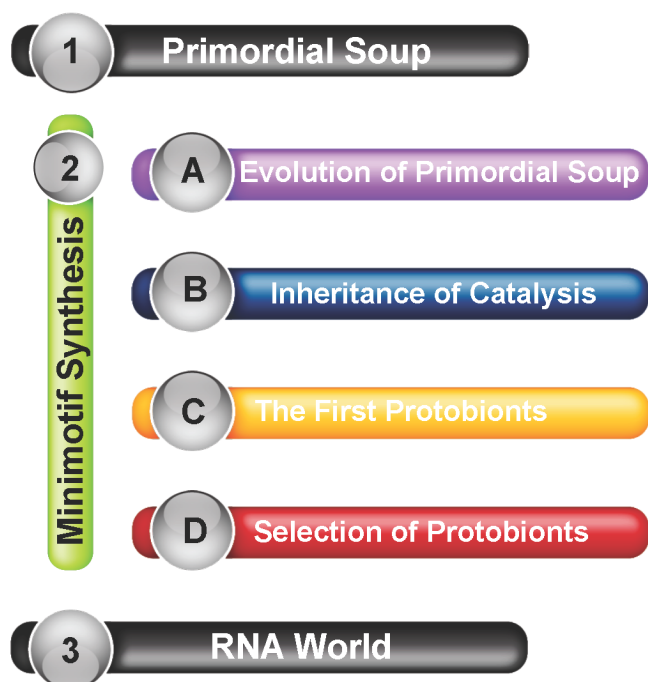 1 Primordial Soup
2 Minimotif Synthesis
A Evolution of Primordial Soup
B Inheritance of Catalysis
C The First Protobionts
D Selection of Protobionts
3 RNA World